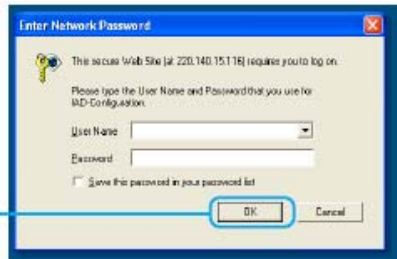 Enter Network Password
This secure Web Site (at 220.140.15.116) requires you to log on.
Please type the User Name and Password that you use for
IAD-Configuration.
User Name
Password
Save this password in your password list
OK
Cancel